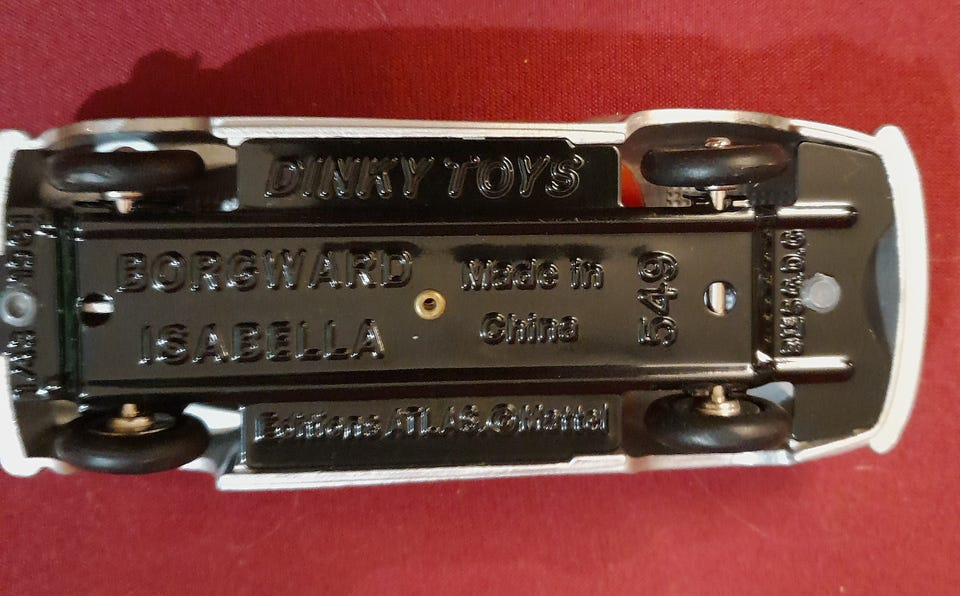 DINKY TOYS
BORGWARD
ISABELLA
Made in
China
549
Editions ATLAS.©Mattel